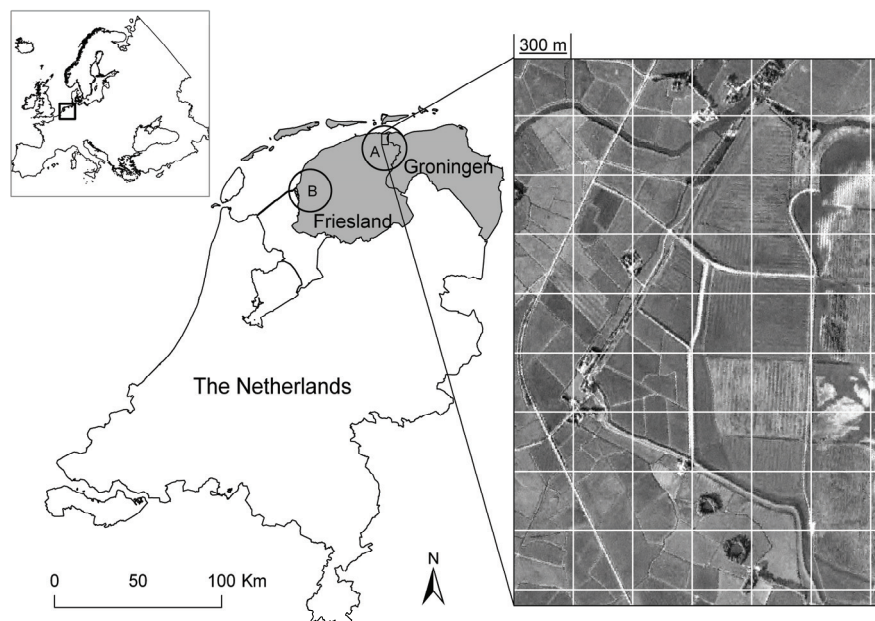 300 m
A
Groningen
B
Friesland
The Netherlands
N
0 50 100 Km